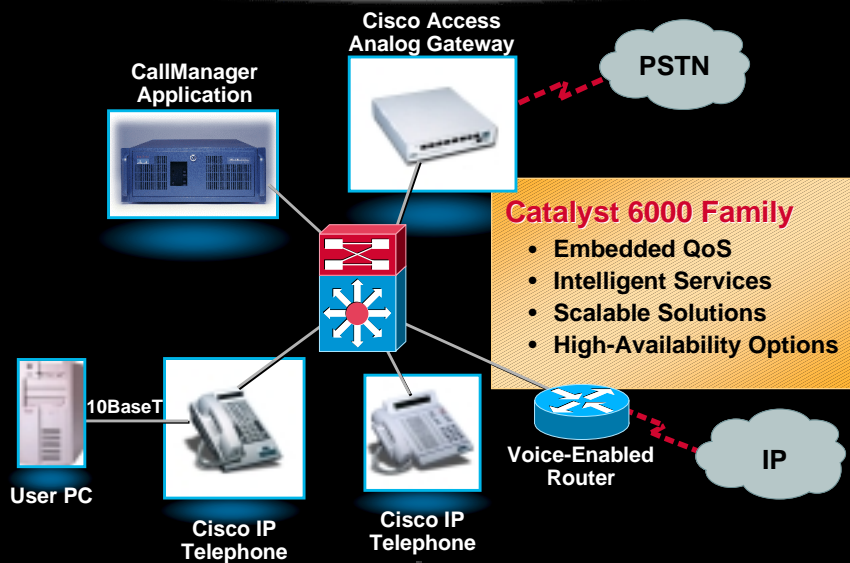 Cisco Access
Analog Gateway
PSTN
CallManager
Application
Catalyst 6000 Family
• Embedded QoS
• Intelligent Services
• Scalable Solutions
• High-Availability Options
10BaseT
User PC
Cisco IP
Telephone
Cisco IP
Telephone
Voice-Enabled
Router
IP